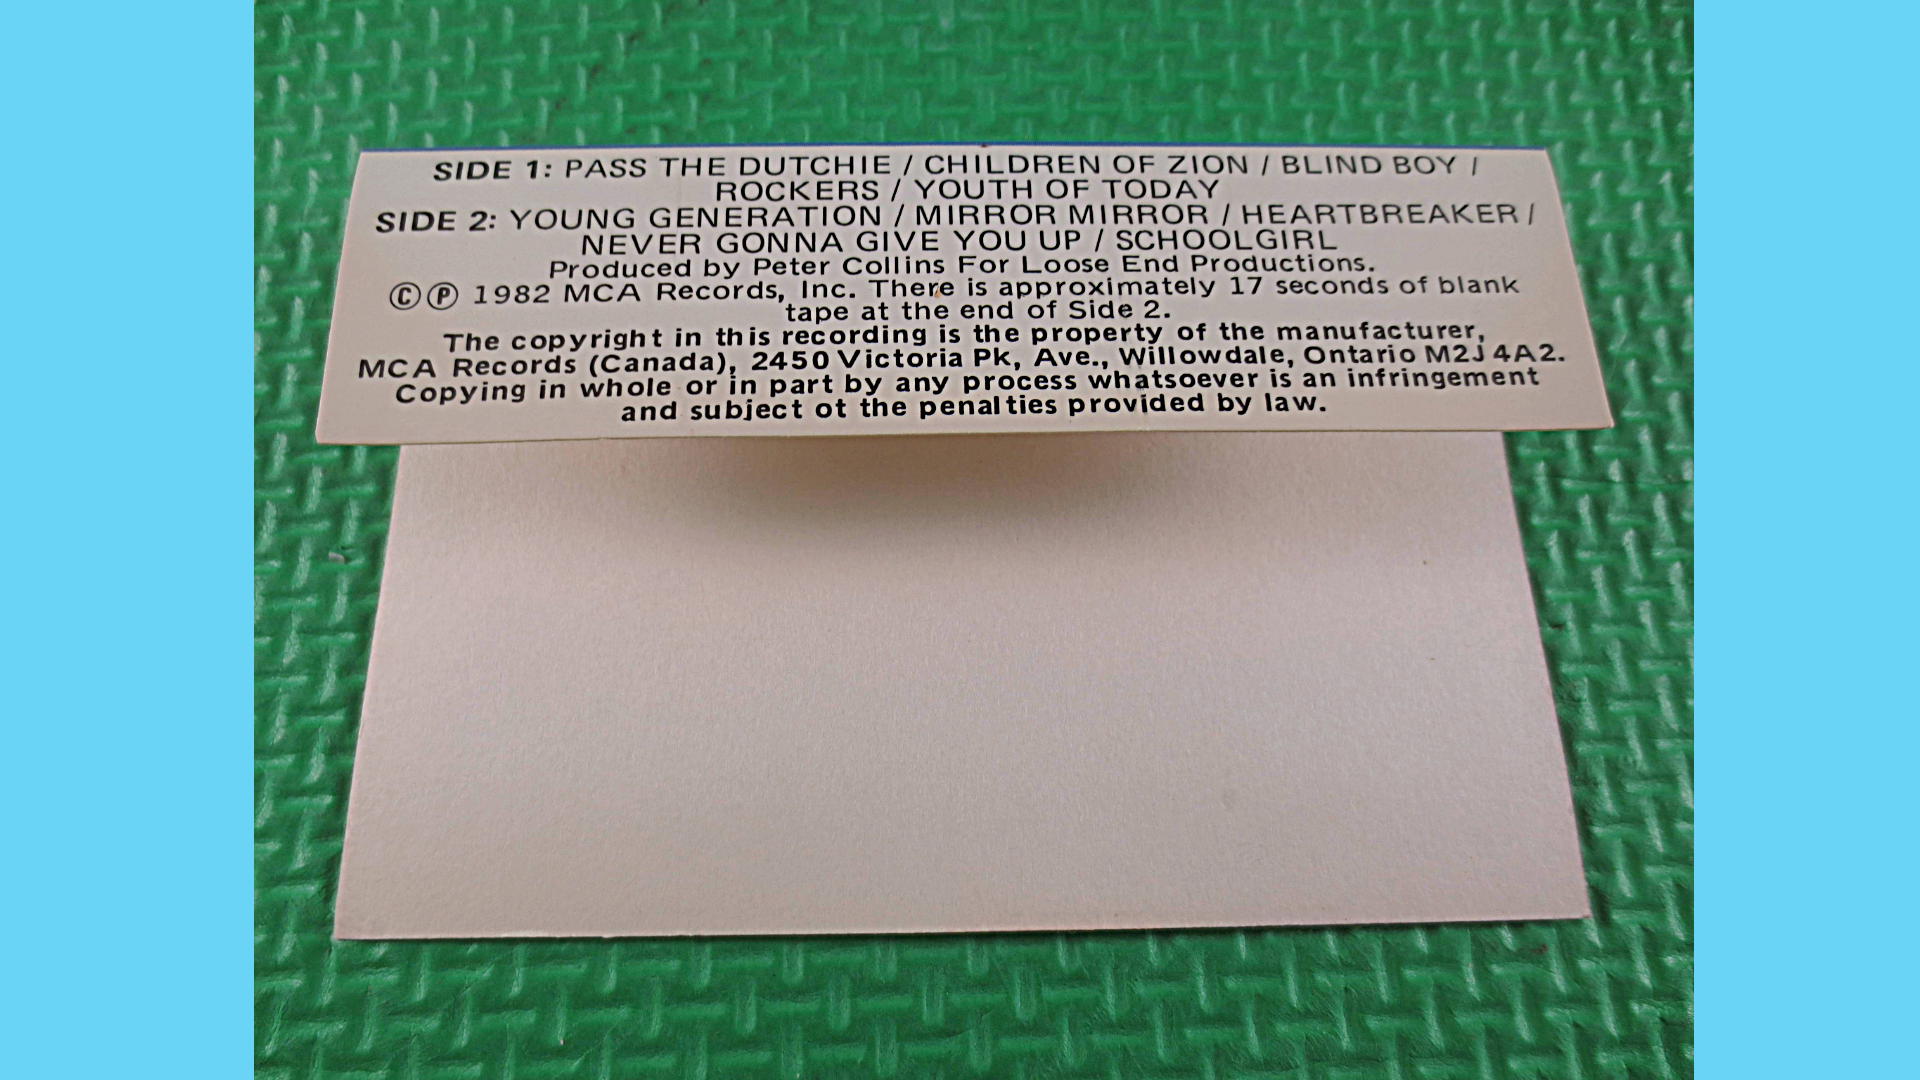 SIDE 1: PASS THE DUTCHIE / CHILDREN OF ZION / BLIND BOY /
ROCKERS / YOUTH OF TODAY
SIDE 2: YOUNG GENERATION / MIRROR MIRROR / HEARTBREAKER /
NEVER GONNA GIVE YOU UP / SCHOOLGIRL
Produced by Peter Collins For Loose End Productions.
Ⓒ Ⓟ 1982 MCA Records, Inc. There is approximately 17 seconds of blank
tape at the end of Side 2.
The copyright in this recording is the property of the manufacturer,
MCA Records (Canada), 2450 Victoria Pk, Ave., Willowdale, Ontario M2J 4A2.
Copying in whole or in part by any process whatsoever is an infringement
and subject ot the penalties provided by law.